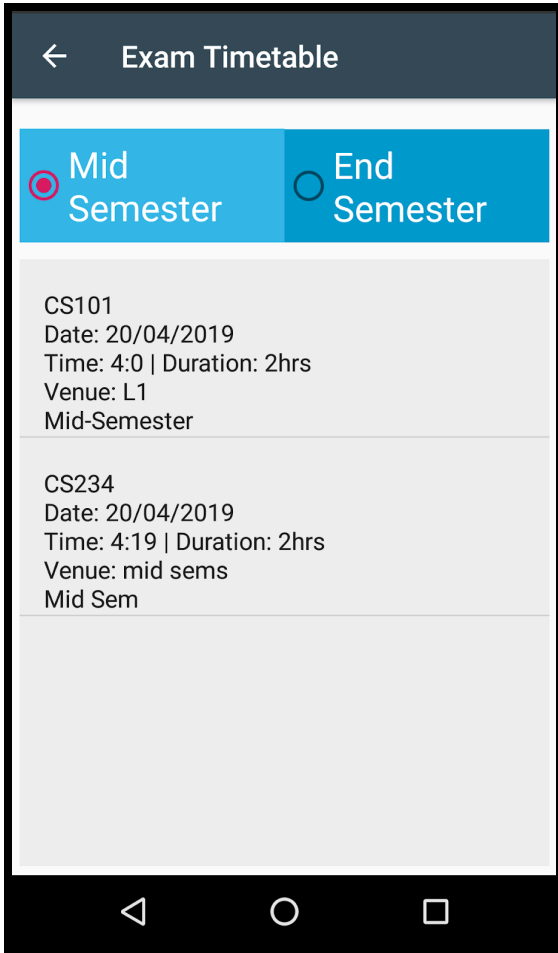 Exam Timetable
Mid
Semester
End
Semester
CS101
Date: 20/04/2019
Time: 4:0 | Duration: 2hrs
Venue: L1
Mid-Semester
CS234
Date: 20/04/2019
Time: 4:19 | Duration: 2hrs
Venue: mid sems
Mid Sem